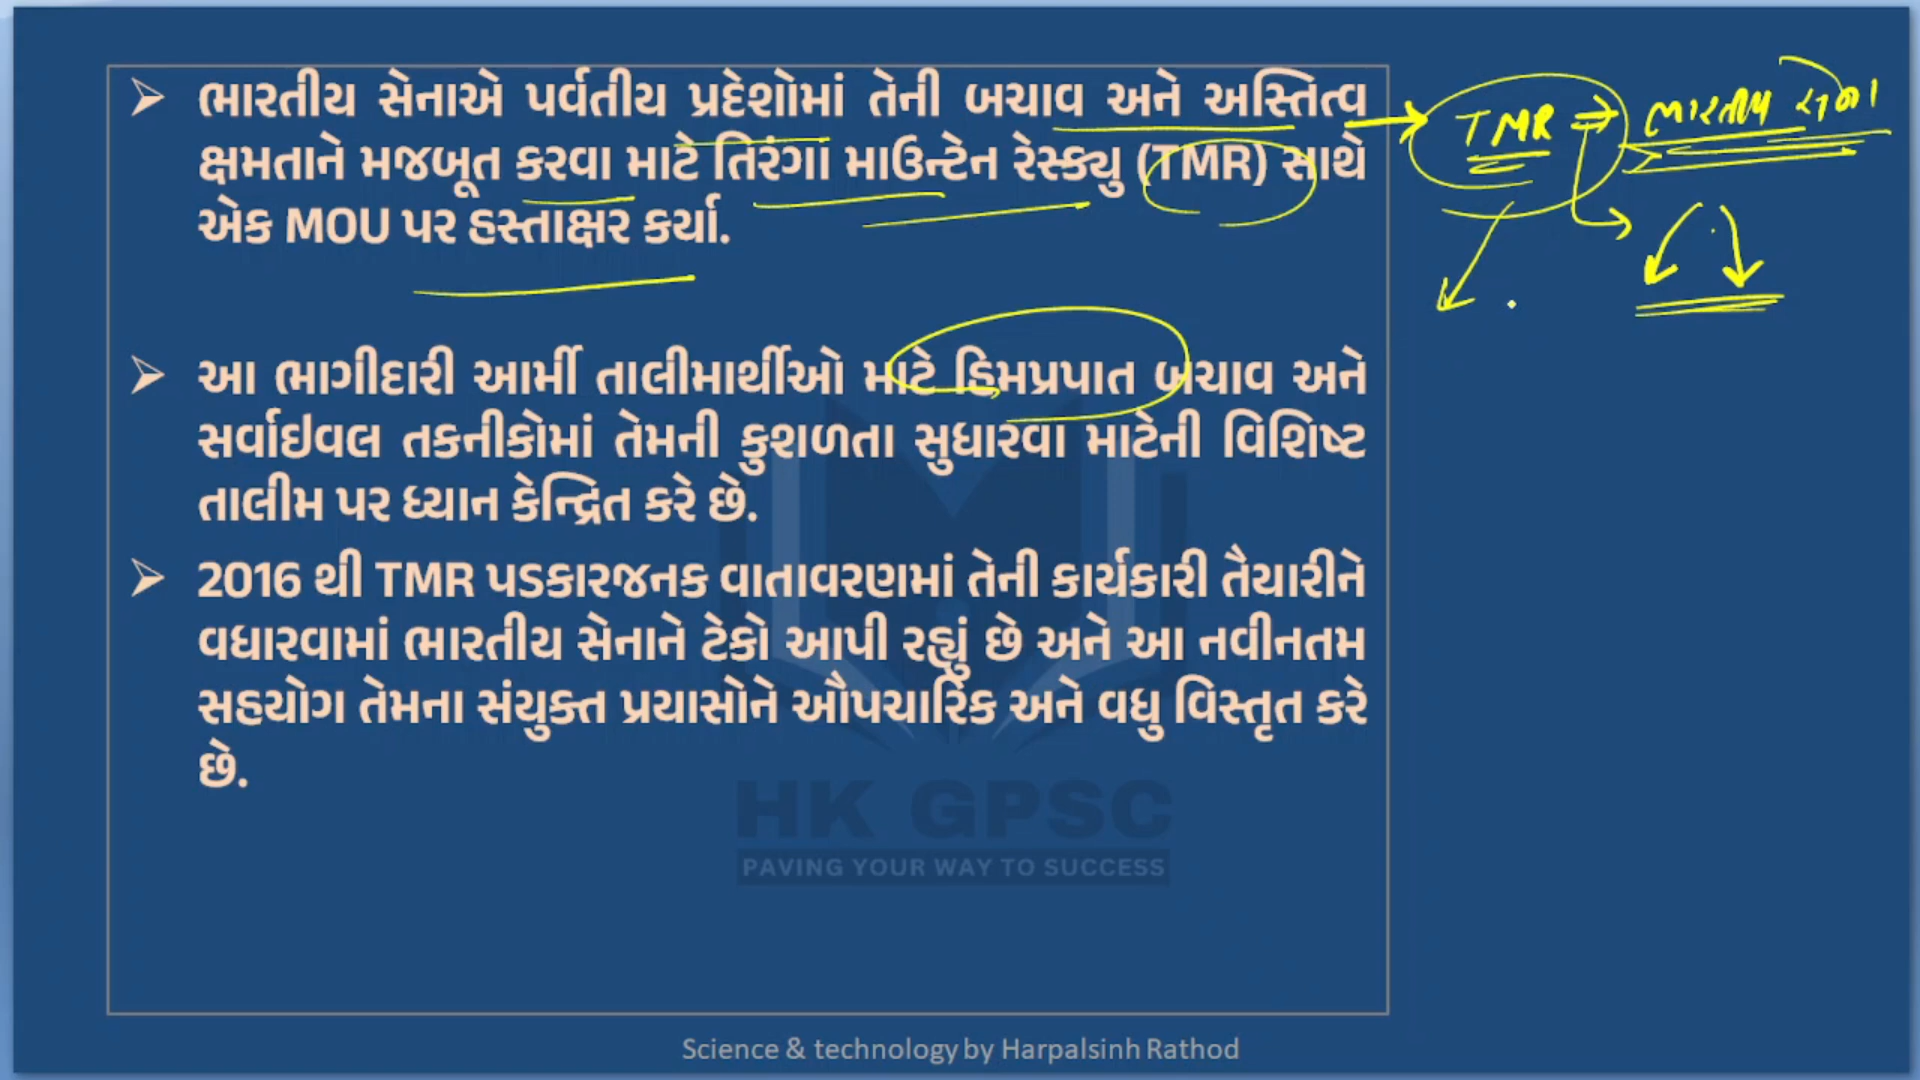 ભારતીય સેનાએ પર્વતીય પ્રદેશોમાં તેની બચાવ અને અસ્તિત્વ
ક્ષમતાને મજબૂત કરવા માટે તિરંગા માઉન્ટેન રેસ્ક્યુ (TMR) સાથે
એક MOU પર હસ્તાક્ષર કર્યા.
TMR
ભારતીય સેના
આ ભાગીદારી આર્મી તાલીમાર્થીઓ માટે હિમપ્રપાત બચાવ અને
સર્વાઇવલ તકનીકોમાં તેમની કુશળતા સુધારવા માટેની વિશિષ્ટ
તાલીમ પર ધ્યાન કેન્દ્રિત કરે છે.
2016 થી TMR પડકારજનક વાતાવરણમાં તેની કાર્યકારી તૈયારીને
વધારવામાં ભારતીય સેનાને ટેકો આપી રહ્યું છે અને આ નવીનતમ
સહયોગ તેમના સંયુક્ત પ્રયાસોને ઔપચારિક અને વધુ વિસ્તૃત કરે
છે.
HK GPSC
PAVING YOUR WAY TO SUCCESS
Science & technology by Harpalsinh Rathod